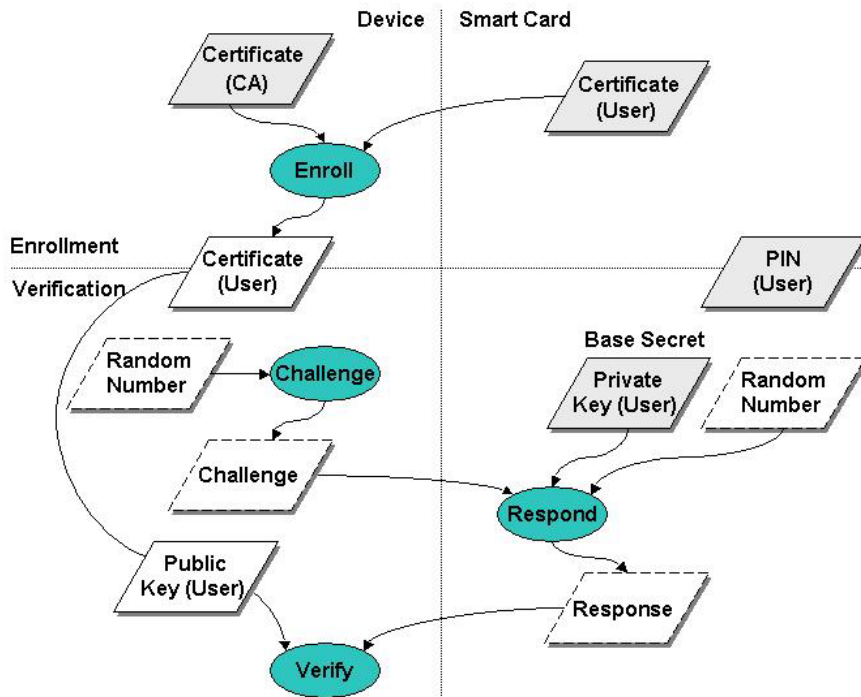 Device
Smart Card
Certificate
(CA)
Certificate
(User)
Enroll
Enrollment
Certificate
(User)
PIN
(User)
Verification
Base Secret
Random
Number
Challenge
Private
Key (User)
Random
Number
Challenge
Respond
Public
Key (User)
Response
Verify